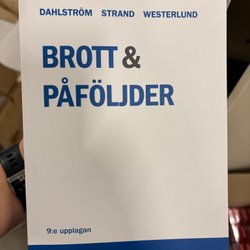 DAHLSTRÖM STRAND WESTERLUND
BROTT &
PÅFÖLJDER
9:e upplagan